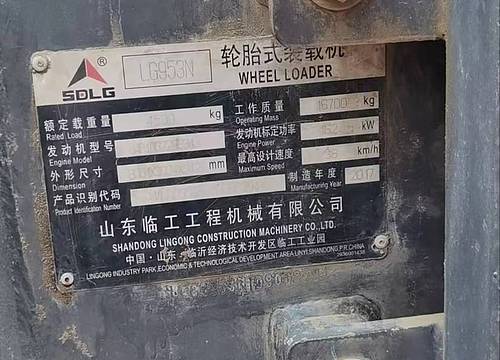 SDLG
®
LG953N
轮胎式装载机
WHEEL LOADER
额定载重量
Rated Load
kg
工作质量
Operating Mass
16700
kg
发动机型号
Engine Model
发动机标定功率
Engine Power
kW
外形尺寸
Dimension
mm
最高设计速度
Max. Speed
km/h
产品识别代码
Product Identification Number
制造年度
Manufacturing Year
2017
山东临工工程机械有限公司
SHANDONG LINGONG CONSTRUCTION MACHINERY CO.,LTD.
中国·山东·临沂经济技术开发区临工工业园
LINGONG INDUSTRY PARK,ECONOMIC & TECHNOLOGICAL DEVELOPMENT AREA LINYI,SHANDONG,P.R.CHINA